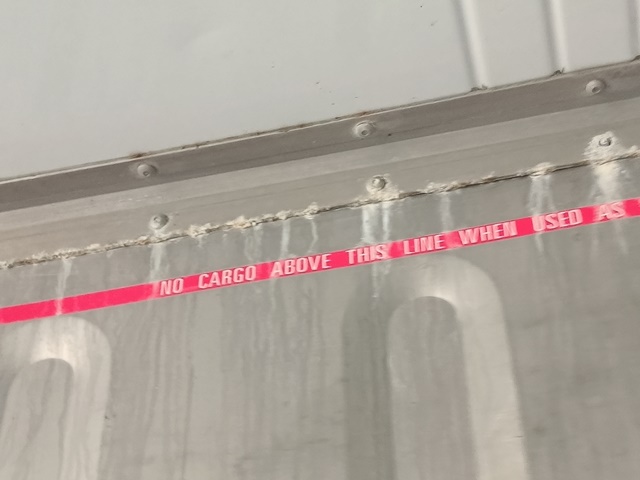 NO CARGO ABOVE THIS LINE WHEN USED AS